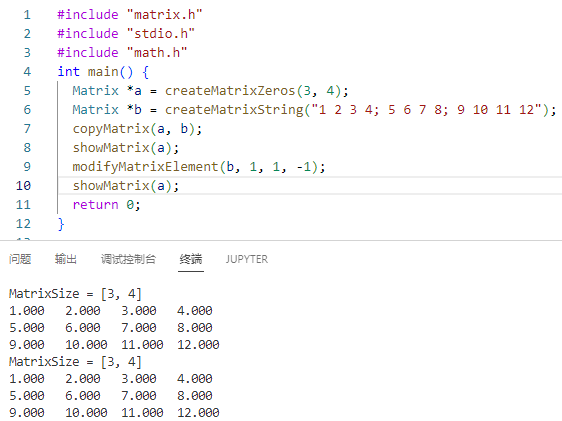 1 #include "matrix.h"
2 #include "stdio.h"
3 #include "math.h"
4 int main() {
5 Matrix *a = createMatrixZeros(3, 4);
6 Matrix *b = createMatrixString("1 2 3 4; 5 6 7 8; 9 10 11 12");
7 copyMatrix(a, b);
8 showMatrix(a);
9 modifyMatrixElement(b, 1, 1, -1);
10 showMatrix(a);
11 return 0;
12 }
问题 输出 调试控制台 终端 JUPYTER
MatrixSize = [3, 4]
1.000 2.000 3.000 4.000
5.000 6.000 7.000 8.000
9.000 10.000 11.000 12.000
MatrixSize = [3, 4]
1.000 2.000 3.000 4.000
5.000 6.000 7.000 8.000
9.000 10.000 11.000 12.000